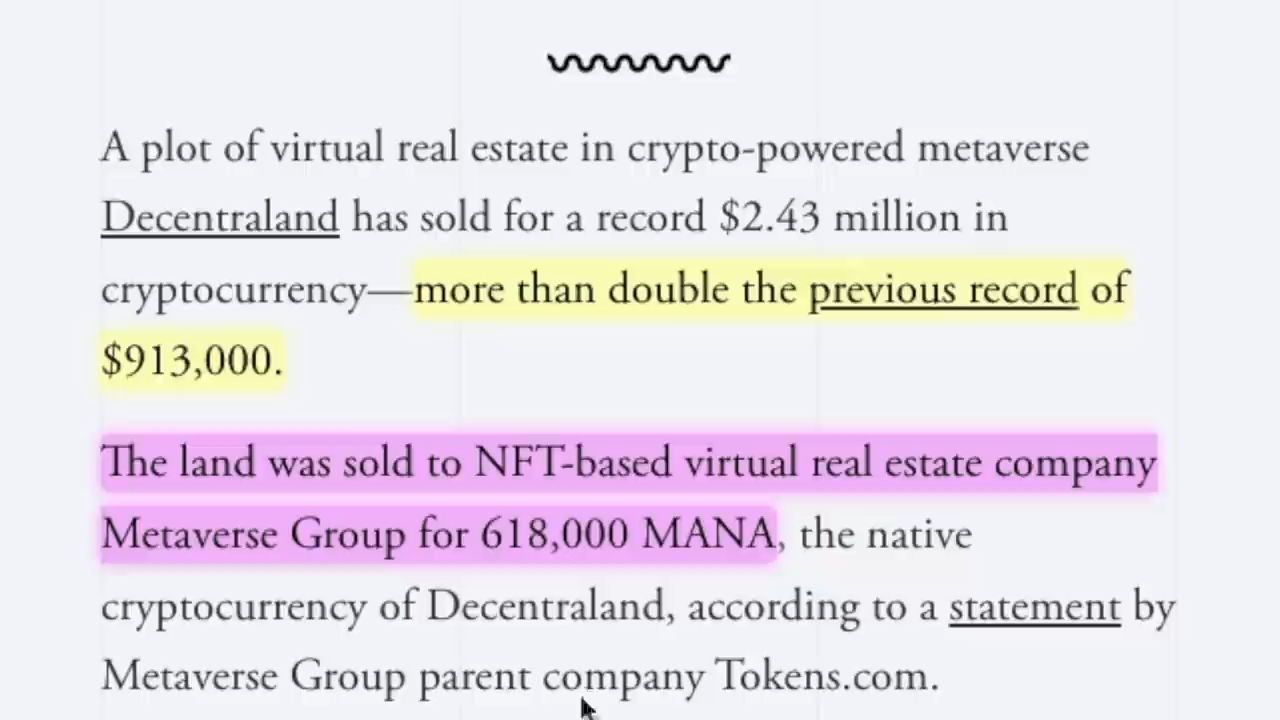 A plot of virtual real estate in crypto-powered metaverse
Decentraland has sold for a record $2.43 million in
cryptocurrency—more than double the previous record of
$913,000.
The land was sold to NFT-based virtual real estate company
Metaverse Group for 618,000 MANA, the native
cryptocurrency of Decentraland, according to a statement by
Metaverse Group parent company Tokens.com.